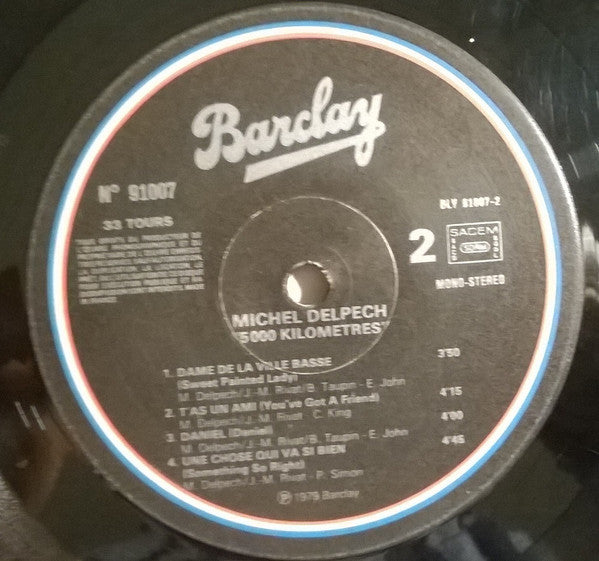 Barclay
N° 91007
33 TOURS
BLY 91007-2
2
SACEM
SDRM
MONO-STEREO
MICHEL DELPECH
"5000 KILOMETRES"
1. DAME DE LA VILLE BASSE 3'50
(Sweet Painted Lady)
M. Delpech/J.-M. Rivat/B. Taupin - E. John
2. T'AS UN AMI (You've Got A Friend) 4'15
M. Delpech/J.-M. Rivat - C. King
3. DANIEL (Daniel) 4'00
M. Delpech/J.-M. Rivat/B. Taupin - E. John
4. UNE CHOSE QUI VA SI BIEN 4'45
(Something So Right)
M. Delpech/J.-M. Rivat - P. Simon
℗ 1979 Barclay